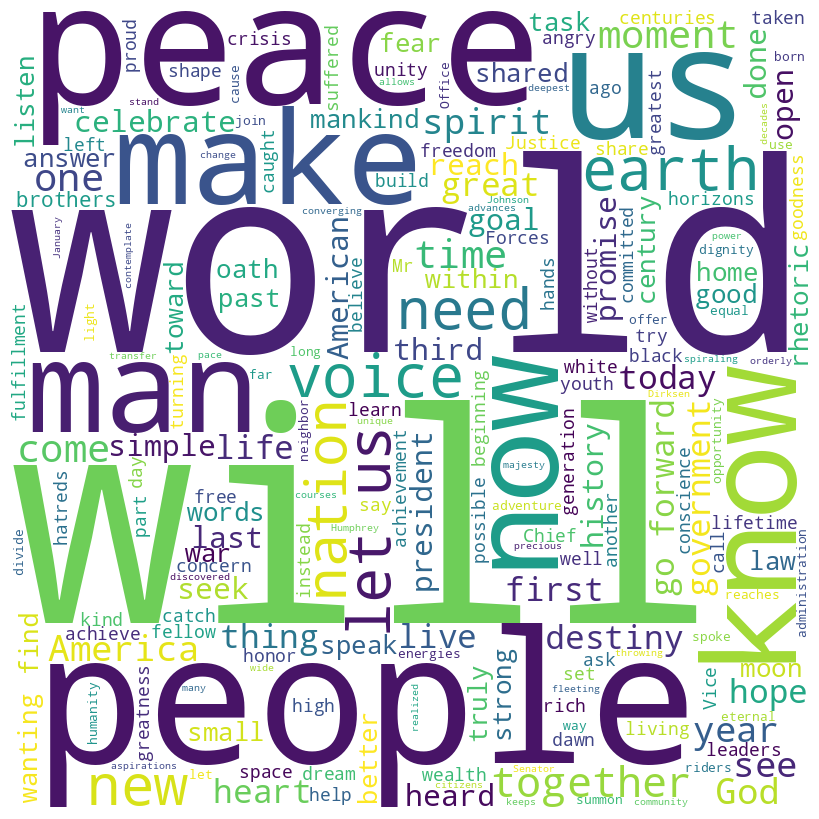 peace
proud
crisis
shape
cause
stand
want
allows
fear
unity
suffered
Office
task
angry
centuries
moment
taken
born
shared
deepest
ago
us
greatest
done
open
decades
use
listen
celebrate
left
join
mankind
spirit
Justice
share
answer
one
make
change
caught
freedom
build
reach
great
earth
horizons
goodness
brothers
converging
Johnson
advances
goal
Forces
promise
without
hands
committed
century
power
dignity
home
good
equal
rhetoric
January
contemplate
world
oath
past
believe
American
Mr
time
within
need
third
offer
try
black
spiraling
orderly
fulfillment
light
toward
turning
transfer
pace
far
long
man
voice
white
youth
today
Dirksen
opportunity
come
simple
life
neighbor
learn
unique
beginning
now
generation
know
divide
hatreds
part
day
free
words
last
war
concern
discovered
courses
Humphrey
instead
nation
let us
say
achievement
president
possible
majesty
adventure
Chief
precious
another
well
history
go forward
conscience
government
call
lifetime
law
reaches
administration
seek
first
will
kind
catch
achieve
fellow
thing
speak
live
destiny
spoke
wanting
find
America
honor
energies
throwing
ask
moon
humanity
greatness
many
small
wide
high
realized
truly
strong
set
rich
fleeting
way
dawn
living
Vice
hope
eternal
year
leaders
people
aspirations
new
let
space
heart
dream
help
better
wealth
citizens
heard
Senator
keeps
together
summon
community
riders
see
God